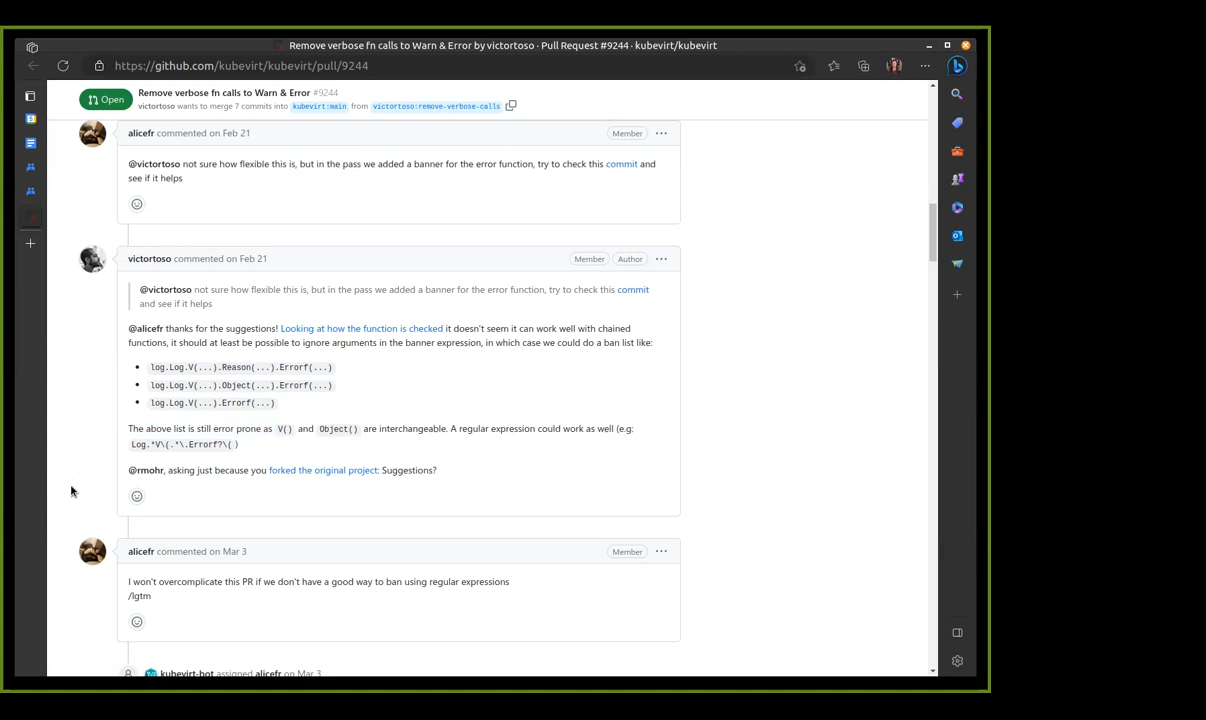 Remove verbose fn calls to Warn & Error by victortoso · Pull Request #9244 · kubevirt/kubevirt
https://github.com/kubevirt/kubevirt/pull/9244
Open
Remove verbose fn calls to Warn & Error #9244
victortoso wants to merge 7 commits into kubevirt:main from victortoso:remove-verbose-calls
alicefr commented on Feb 21
Member
@victortoso not sure how flexible this is, but in the pass we added a banner for the error function, try to check this commit and
see if it helps
victortoso commented on Feb 21
Member
Author
@victortoso not sure how flexible this is, but in the pass we added a banner for the error function, try to check this commit
and see if it helps
@alicefr thanks for the suggestions! Looking at how the function is checked it doesn't seem it can work well with chained
functions, it should at least be possible to ignore arguments in the banner expression, in which case we could do a ban list like:
• log.Log.V(...).Reason(...).Errorf(...)
• log.Log.V(...).Object(...).Errorf(...)
• log.Log.V(...).Errorf(...)
The above list is still error prone as V() and Object() are interchangeable. A regular expression could work as well (e.g:
Log.*V\(.*\.Errorf?\()
@rmohr, asking just because you forked the original project: Suggestions?
alicefr commented on Mar 3
Member
I won't overcomplicate this PR if we don't have a good way to ban using regular expressions
/lgtm
kubevirt-bot assigned alicefr on Mar 3